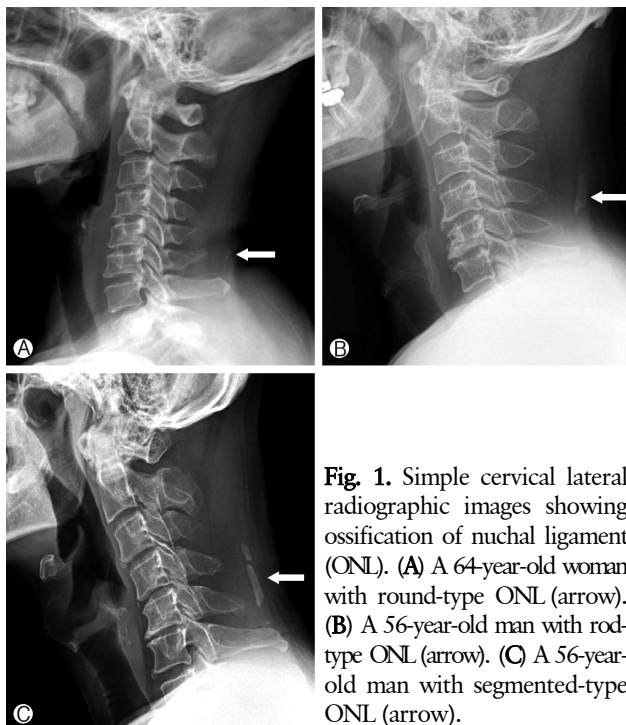 A
B
C
Fig. 1. Simple cervical lateral
radiographic images showing
ossification of nuchal ligament
(ONL). (A) A 64-year-old woman
with round-type ONL (arrow).
(B) A 56-year-old man with rod-
type ONL (arrow). (C) A 56-year-
old man with segmented-type
ONL (arrow).